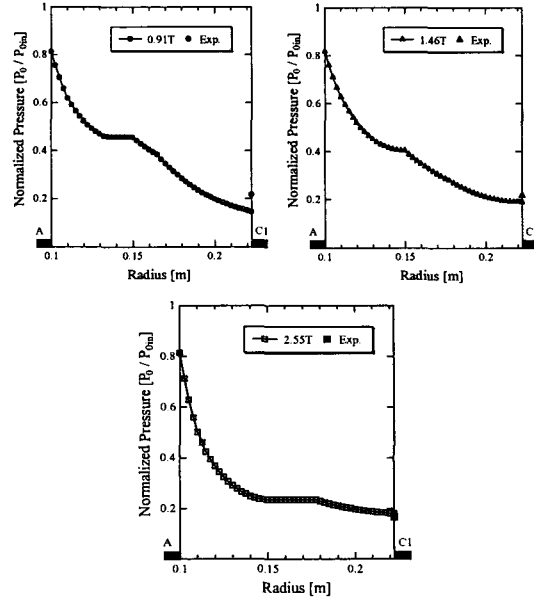 1
0.91T
Exp.
0.8
0.6
0.4
0.2
Normalized Pressure [P₀ / P₀ᵢₙ]
A
C1
0.1
0.15
0.2
Radius [m]
1
1.46T
Exp.
0.8
0.6
0.4
0.2
Normalized Pressure [P₀ / P₀ᵢₙ]
A
C
0.1
0.15
0.2
Radius [m]
1
2.55T
Exp.
0.8
0.6
0.4
0.2
Normalized Pressure [P₀ / P₀ᵢₙ]
A
C1
0.1
0.15
0.2
Radius [m]